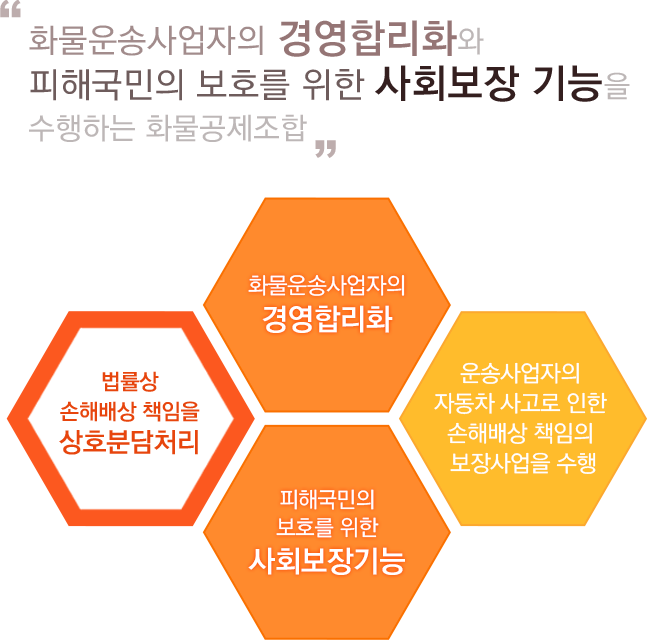 “
화물운송사업자의 경영합리화와
피해국민의 보호를 위한 사회보장 기능을
수행하는 화물공제조합
”
화물운송사업자의
경영합리화
법률상
손해배상 책임을
상호분담처리
운송사업자의
자동차 사고로 인한
손해배상 책임의
보장사업을 수행
피해국민의
보호를 위한
사회보장기능